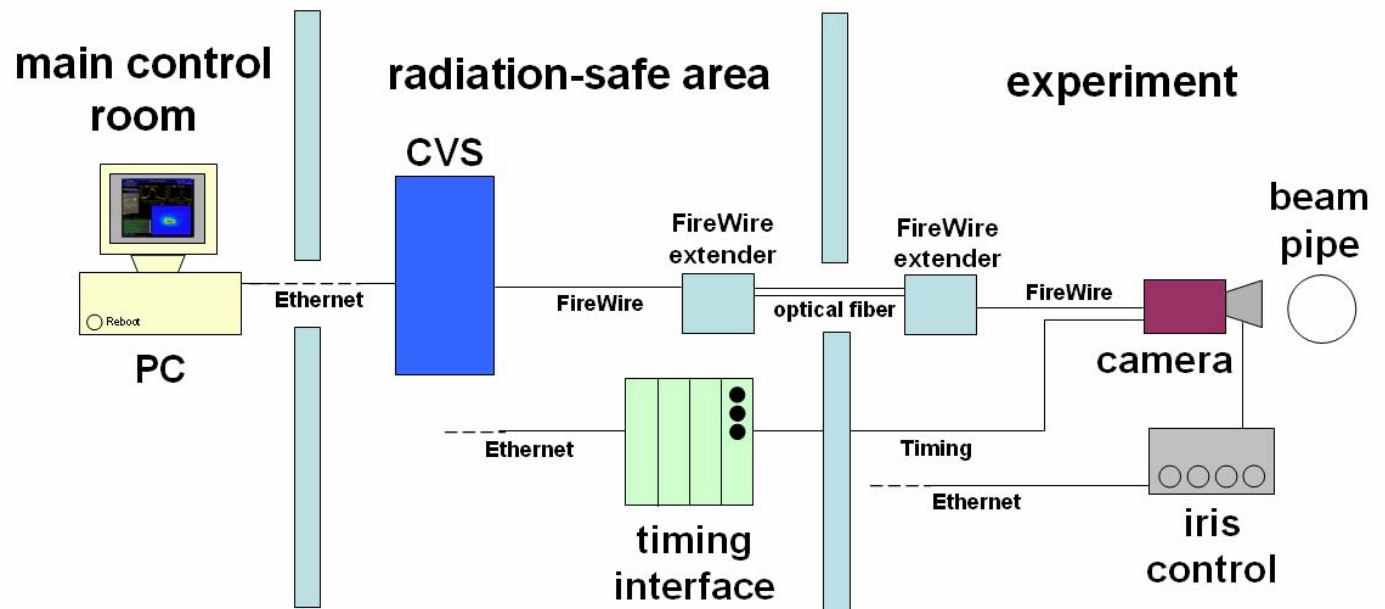 main control
room
radiation-safe area
experiment
CVS
beam
pipe
FireWire
extender
FireWire
extender
Ethernet
FireWire
optical fiber
FireWire
Reboot
PC
camera
Ethernet
Timing
Ethernet
timing
interface
iris
control